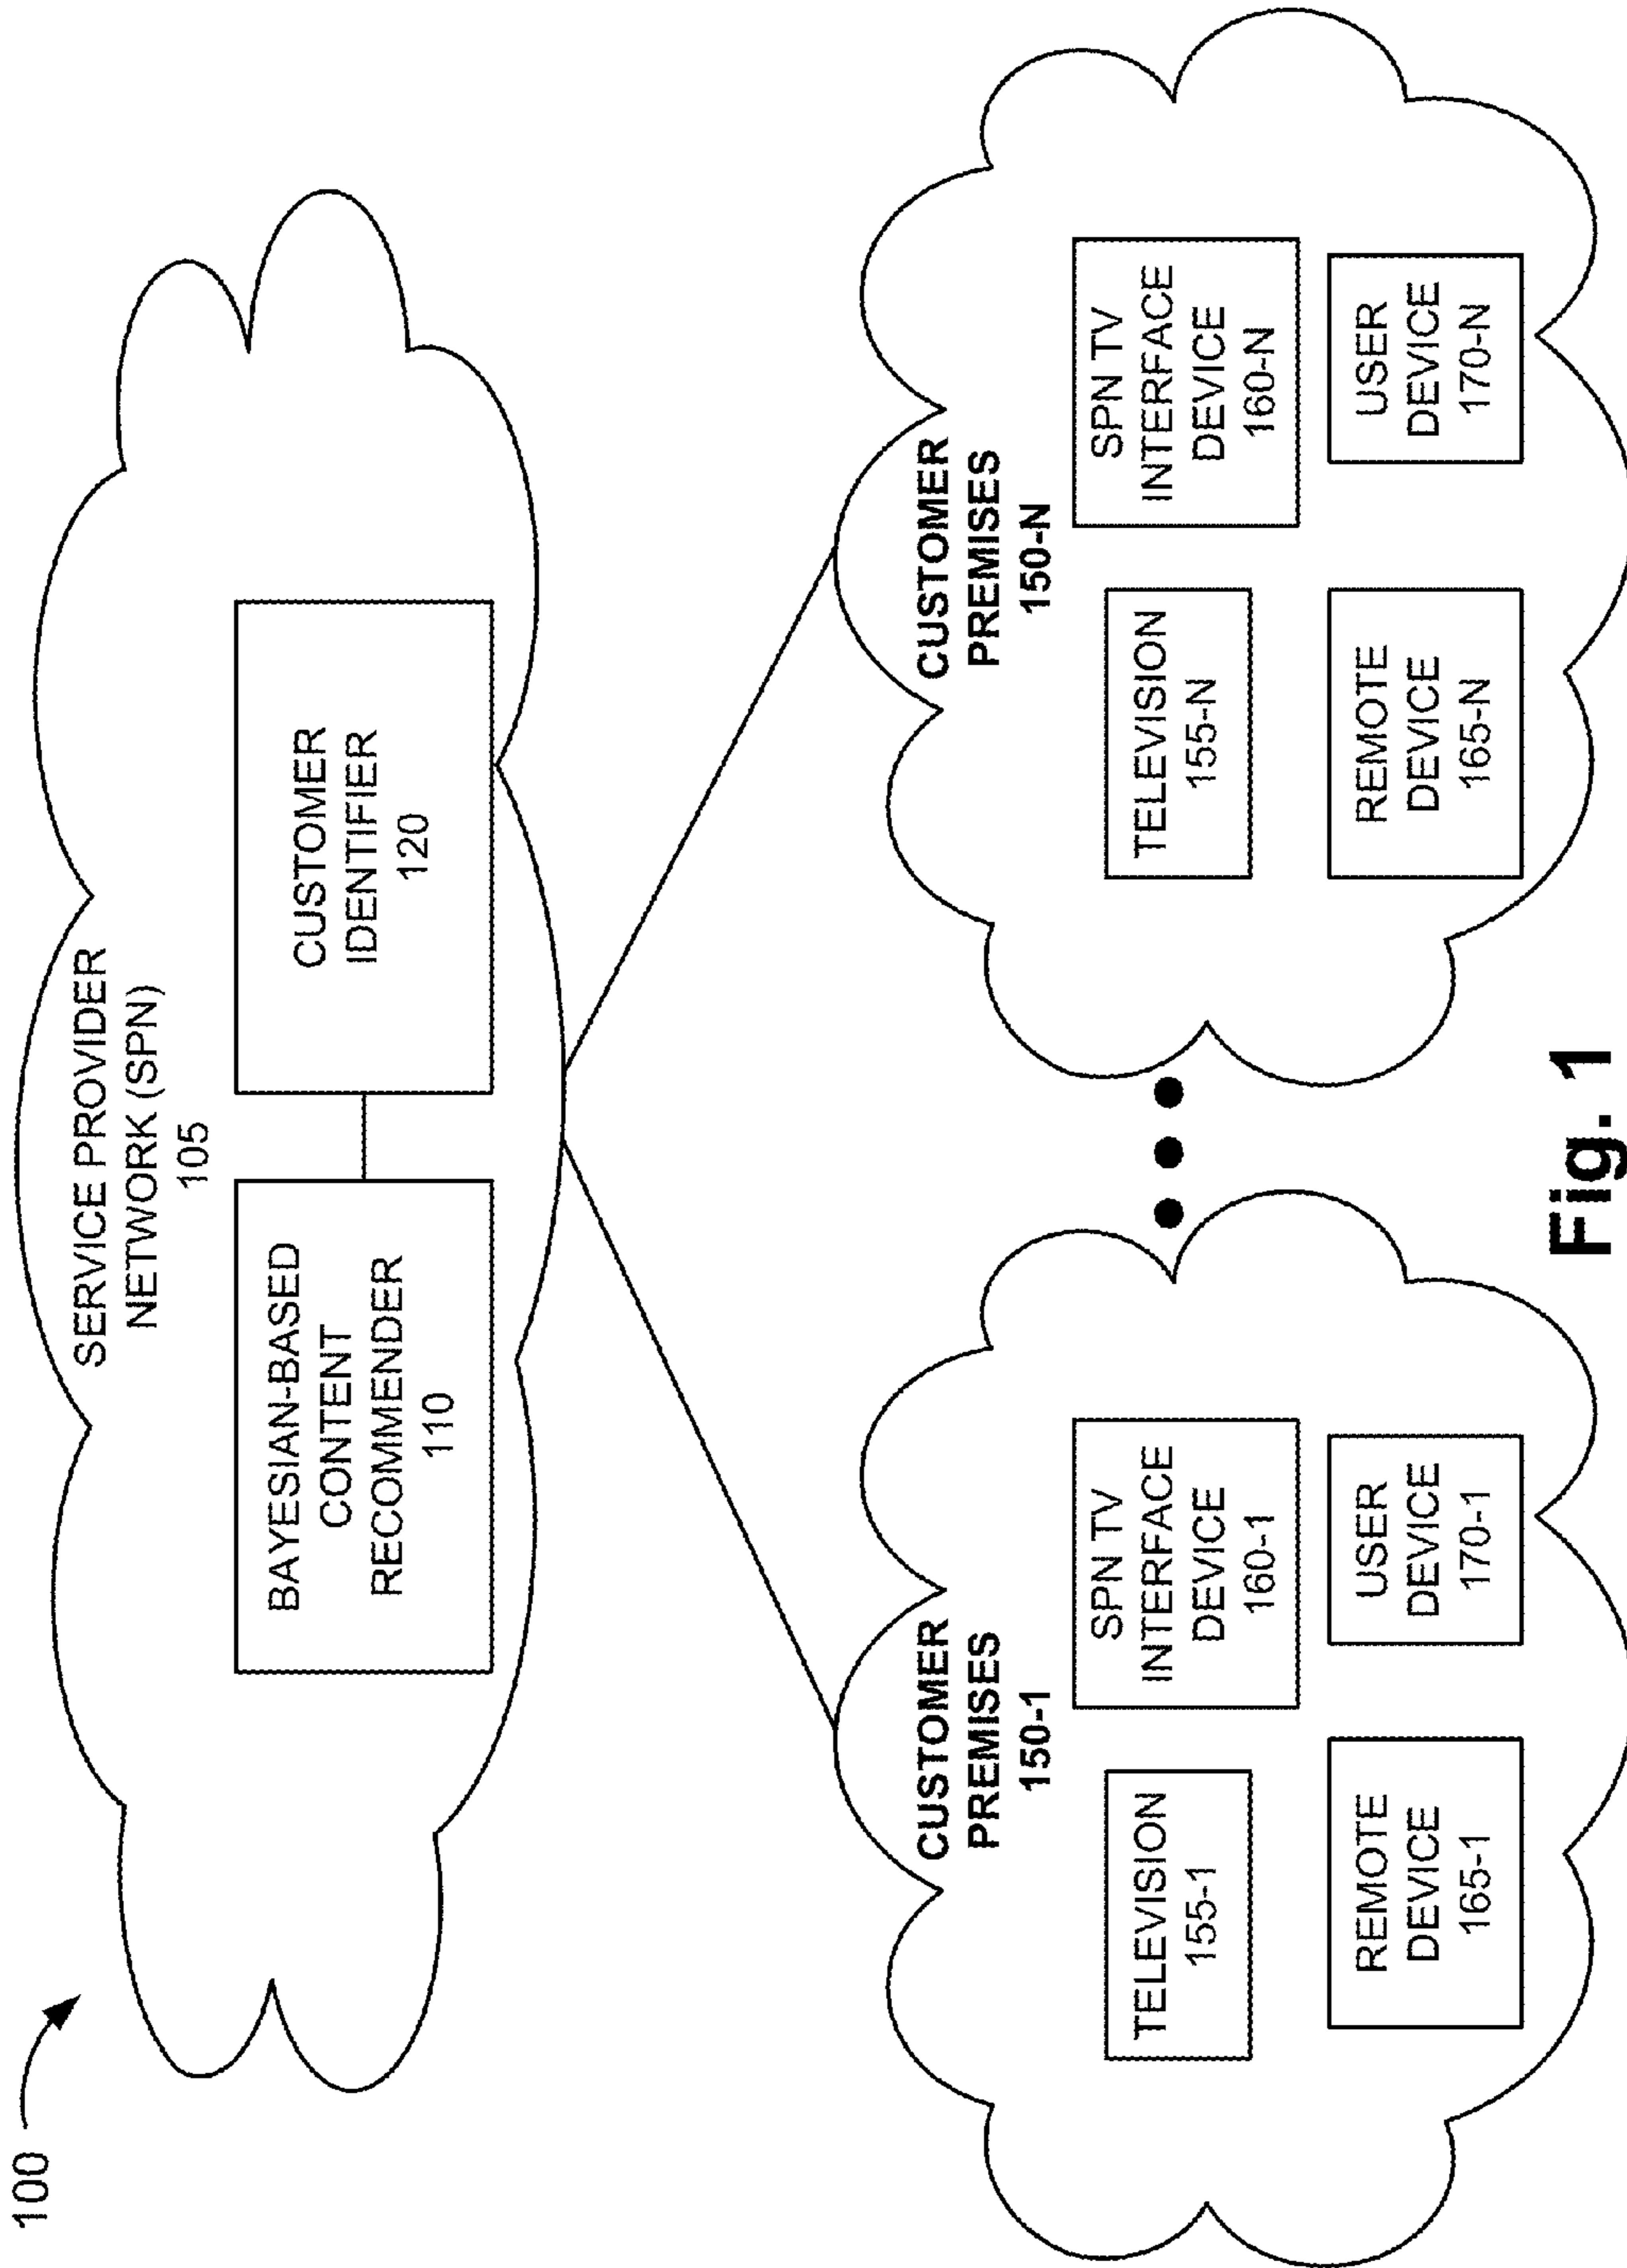 100
SERVICE PROVIDER
NETWORK (SPN)
105
BAYESIAN-BASED
CONTENT
RECOMMENDER
110
CUSTOMER
IDENTIFIER
120
CUSTOMER
PREMISES
150-1
TELEVISION
155-1
SPN TV
INTERFACE
DEVICE
160-1
REMOTE
DEVICE
165-1
USER
DEVICE
170-1
CUSTOMER
PREMISES
150-N
TELEVISION
155-N
SPN TV
INTERFACE
DEVICE
160-N
REMOTE
DEVICE
165-N
USER
DEVICE
170-N
Fig. 1